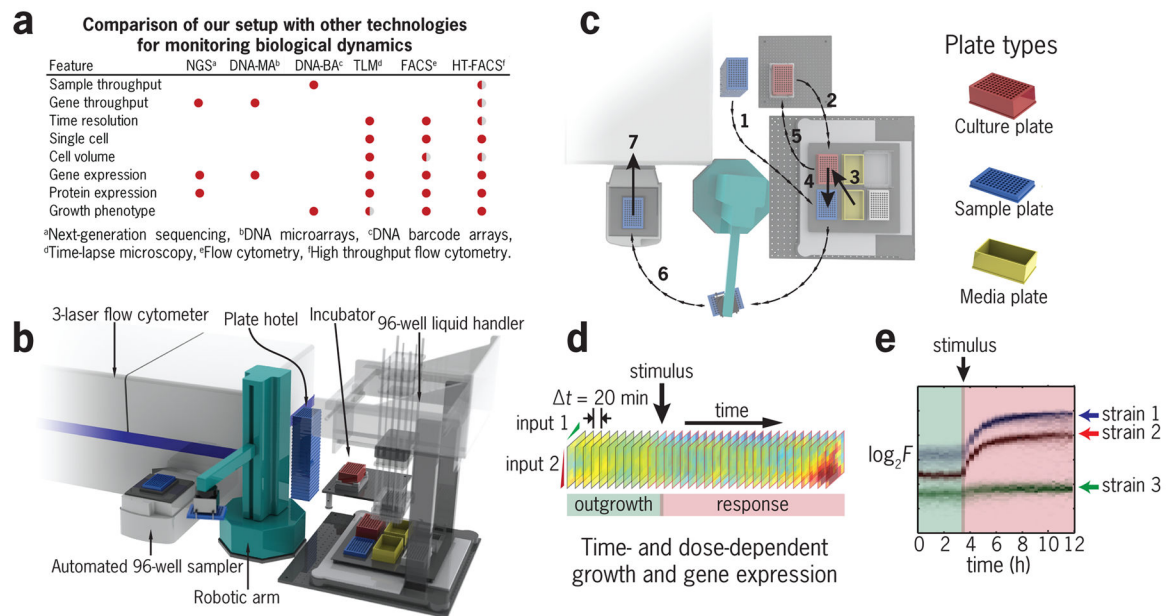 a
Comparison of our setup with other technologies
for monitoring biological dynamics
Feature NGSa DNA-MAb DNA-BAc TLMd FACSe HT-FACSf
Sample throughput
Gene throughput
Time resolution
Single cell
Cell volume
Gene expression
Protein expression
Growth phenotype
aNext-generation sequencing, bDNA microarrays, cDNA barcode arrays,
dTime-lapse microscopy, eFlow cytometry, fHigh throughput flow cytometry.
b
3-laser flow cytometer
Plate hotel
Incubator
96-well liquid handler
Automated 96-well sampler
Robotic arm
c
1
2
3
4
5
6
7
Plate types
Culture plate
Sample plate
Media plate
d
stimulus
Δt = 20 min
input 1
time
input 2
outgrowth
response
Time- and dose-dependent
growth and gene expression
e
stimulus
log2F
strain 1
strain 2
strain 3
0 2 4 6 8 10 12
time (h)